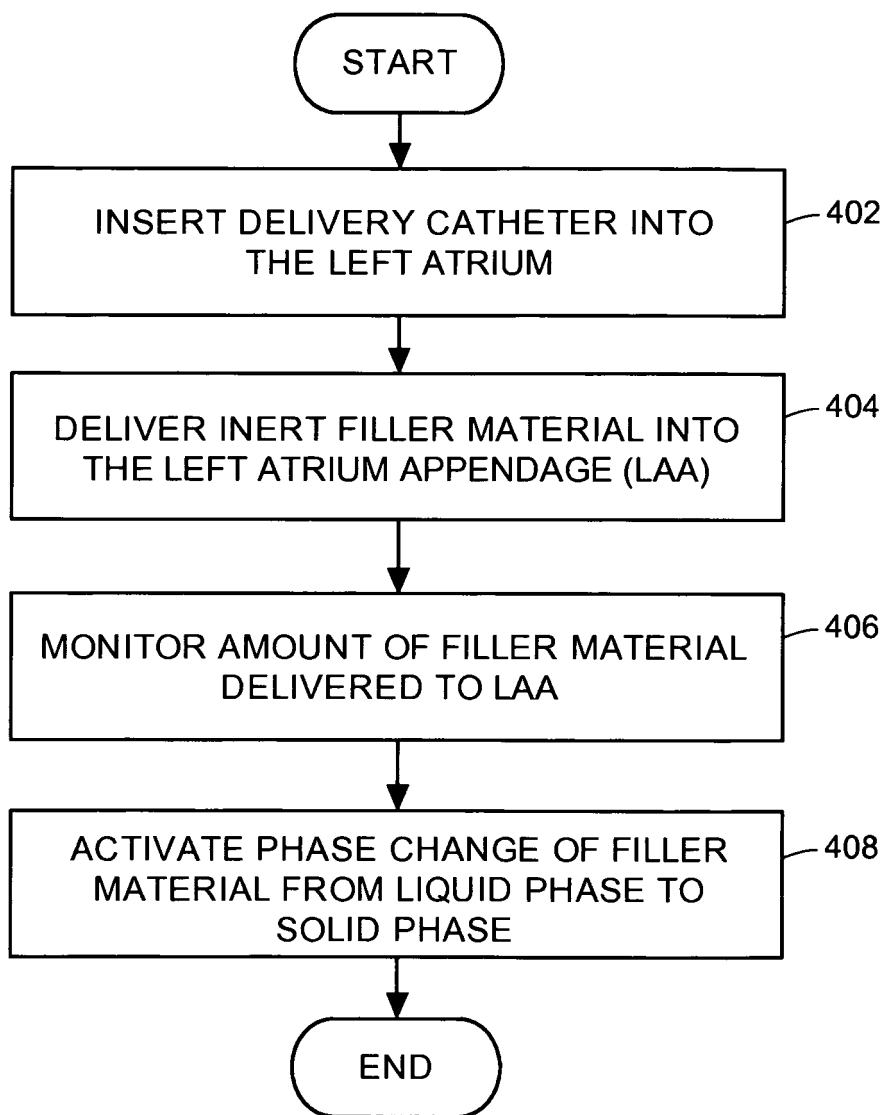 START
INSERT DELIVERY CATHETER INTO
THE LEFT ATRIUM
402
DELIVER INERT FILLER MATERIAL INTO
THE LEFT ATRIUM APPENDAGE (LAA)
404
MONITOR AMOUNT OF FILLER MATERIAL
DELIVERED TO LAA
406
ACTIVATE PHASE CHANGE OF FILLER
MATERIAL FROM LIQUID PHASE TO
SOLID PHASE
408
END